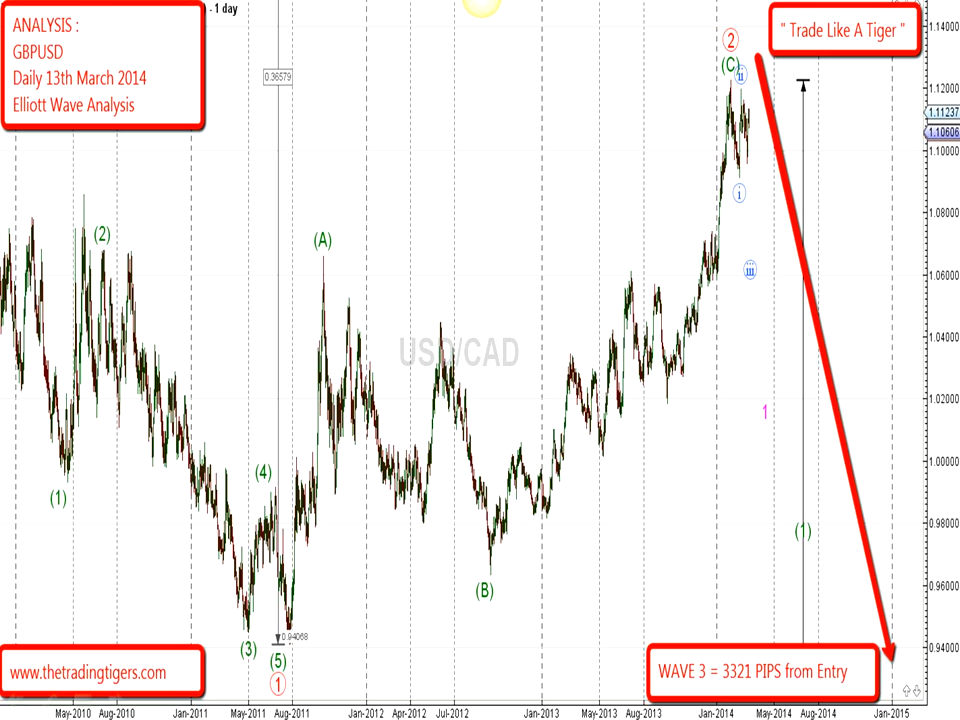 - 1 day
ANALYSIS :
GBPUSD
Daily 13th March 2014
Elliott Wave Analysis
" Trade Like A Tiger "
0.36579
2
(C)
ii
i
iii
1
(1)
(2)
(1)
(A)
(4)
(B)
(3)
(5)
1
0.94068
USD/CAD
1.14000
1.12000
1.11237
1.10606
1.10000
1.08000
1.06000
1.04000
1.02000
1.00000
0.98000
0.96000
0.94000
www.thetradingtigers.com
WAVE 3 = 3321 PIPS from Entry
May-2010 Aug-2010 Jan-2011 May-2011 Aug-2011 Jan-2012 Apr-2012 Jul-2012 Jan-2013 May-2013 Aug-2013 Jan-2014 May-2014 Aug-2014 Jan-2015